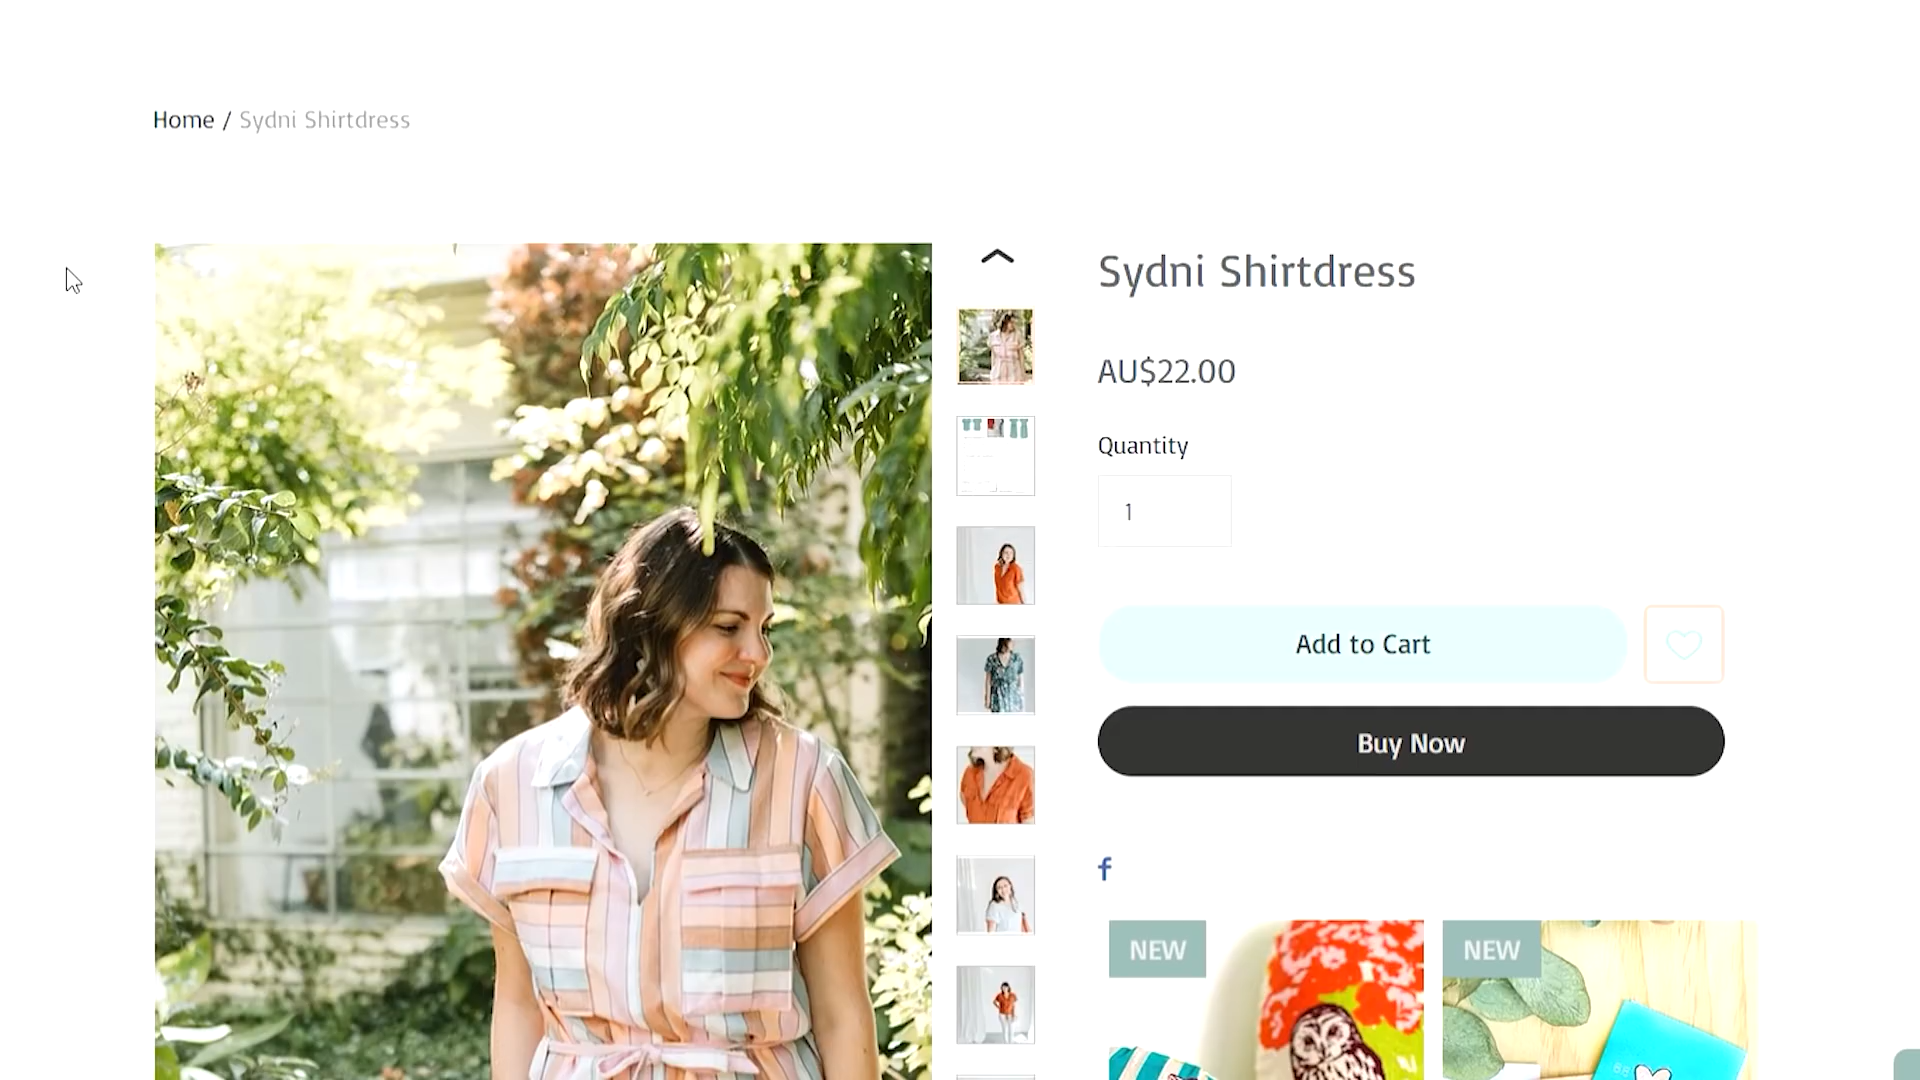 Home / Sydni Shirtdress
Sydni Shirtdress
AU$22.00
Quantity
1
Add to Cart
Buy Now
f
NEW
NEW